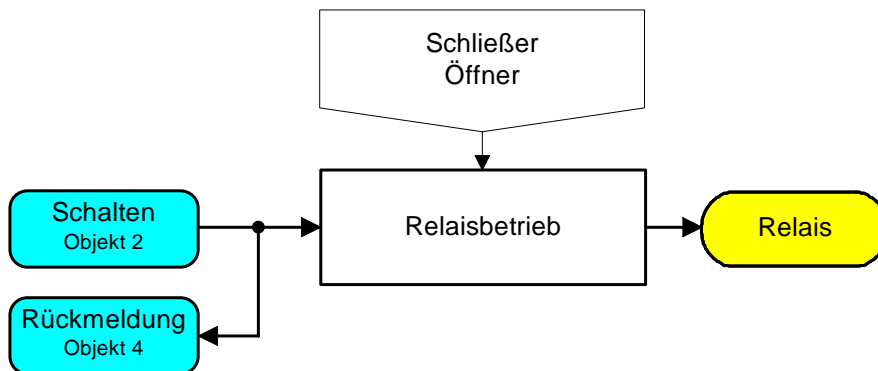 Schließer
Öffner
Schalten
Objekt 2
Relaisbetrieb
Relais
Rückmeldung
Objekt 4